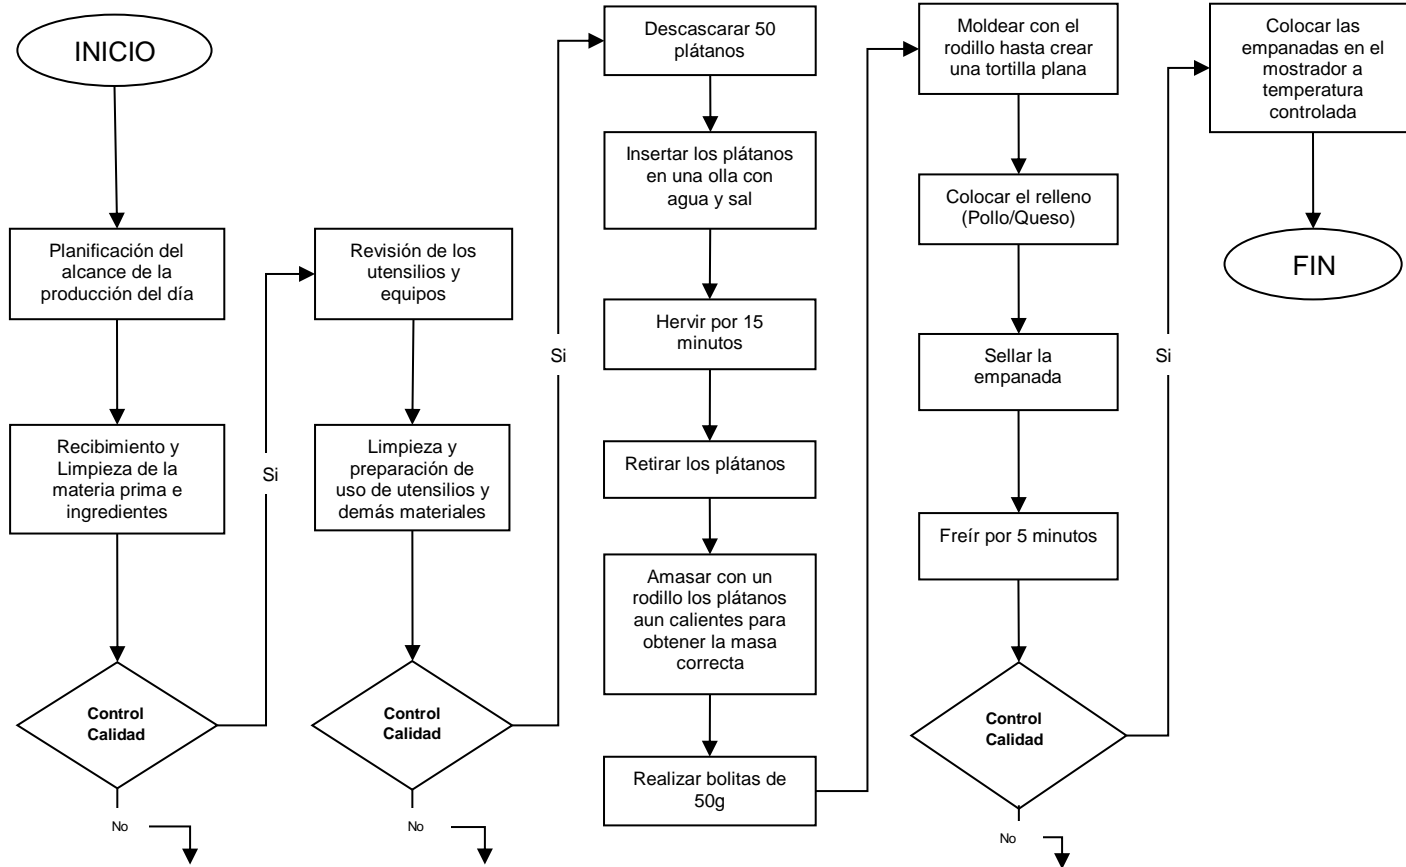 INICIO
Planificación del
alcance de la
producción del día
Recibimiento y
Limpieza de la
materia prima e
ingredientes
Control
Calidad
No
Si
Revisión de los
utensilios y
equipos
Limpieza y
preparación de
uso de utensilios y
demás materiales
Control
Calidad
No
Si
Descascarar 50
plátanos
Insertar los plátanos
en una olla con
agua y sal
Hervir por 15
minutos
Retirar los plátanos
Amasar con un
rodillo los plátanos
aun calientes para
obtener la masa
correcta
Realizar bolitas de
50g
Moldear con el
rodillo hasta crear
una tortilla plana
Colocar el relleno
(Pollo/Queso)
Sellar la
empanada
Freír por 5 minutos
Control
Calidad
No
Si
Colocar las
empanadas en el
mostrador a
temperatura
controlada
FIN